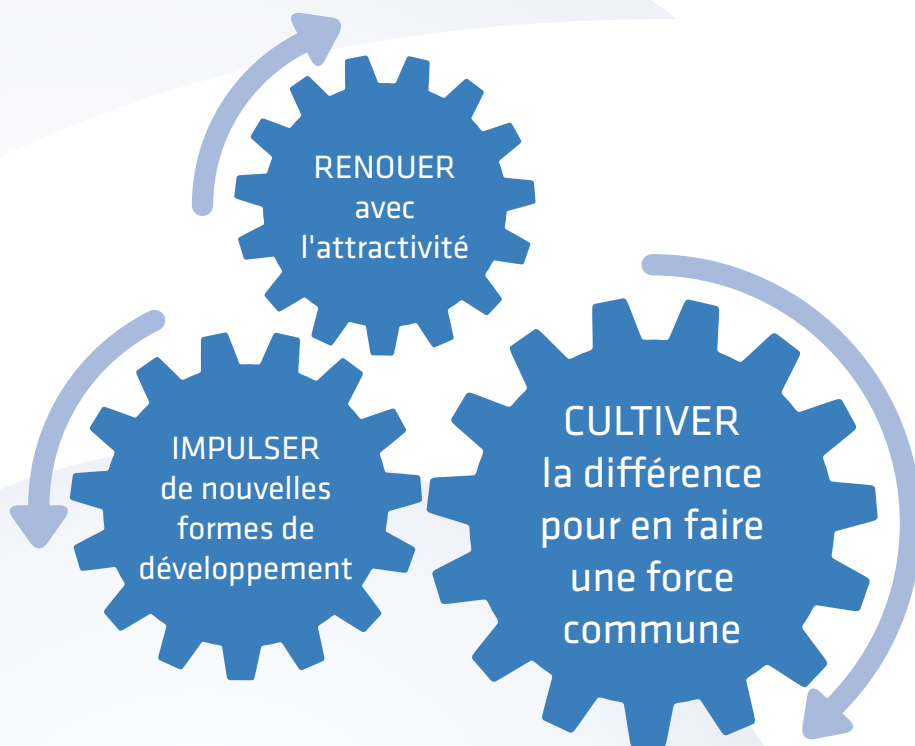 RENOUER
avec
l'attractivité
IMPULSER
de nouvelles
formes de
développement
CULTIVER
la différence
pour en faire
une force
commune